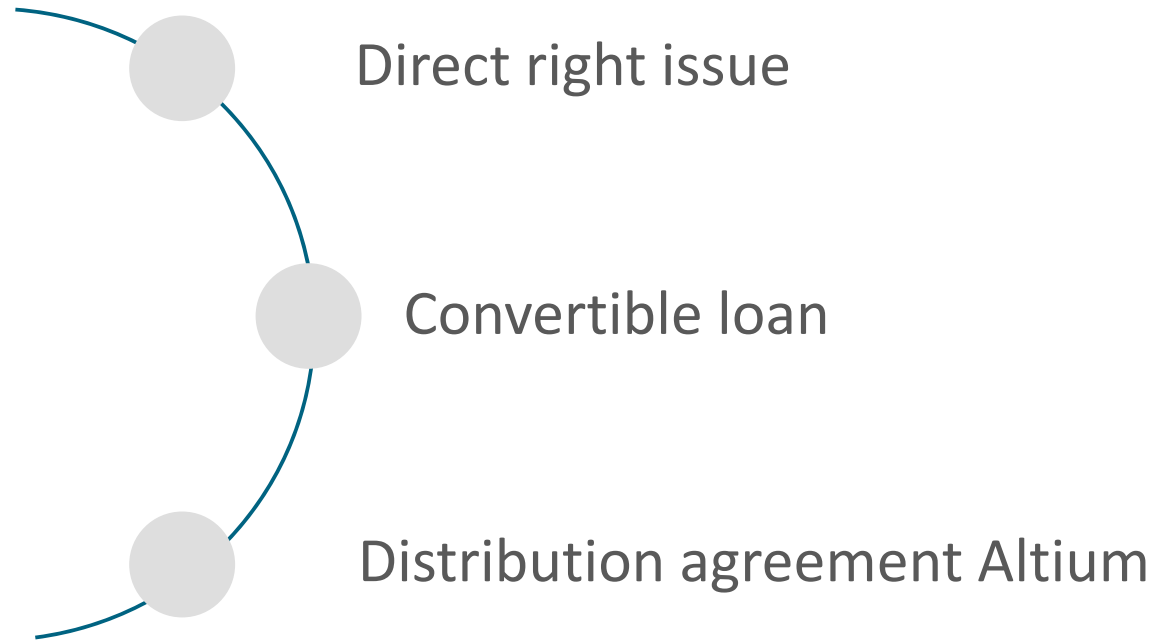 Direct right issue
Convertible loan
Distribution agreement Altium